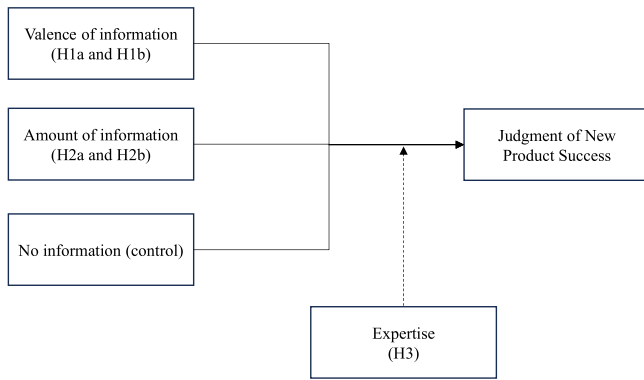 Valence of information
(H1a and H1b)
Amount of information
(H2a and H2b)
Judgment of New
Product Success
No information (control)
Expertise
(H3)